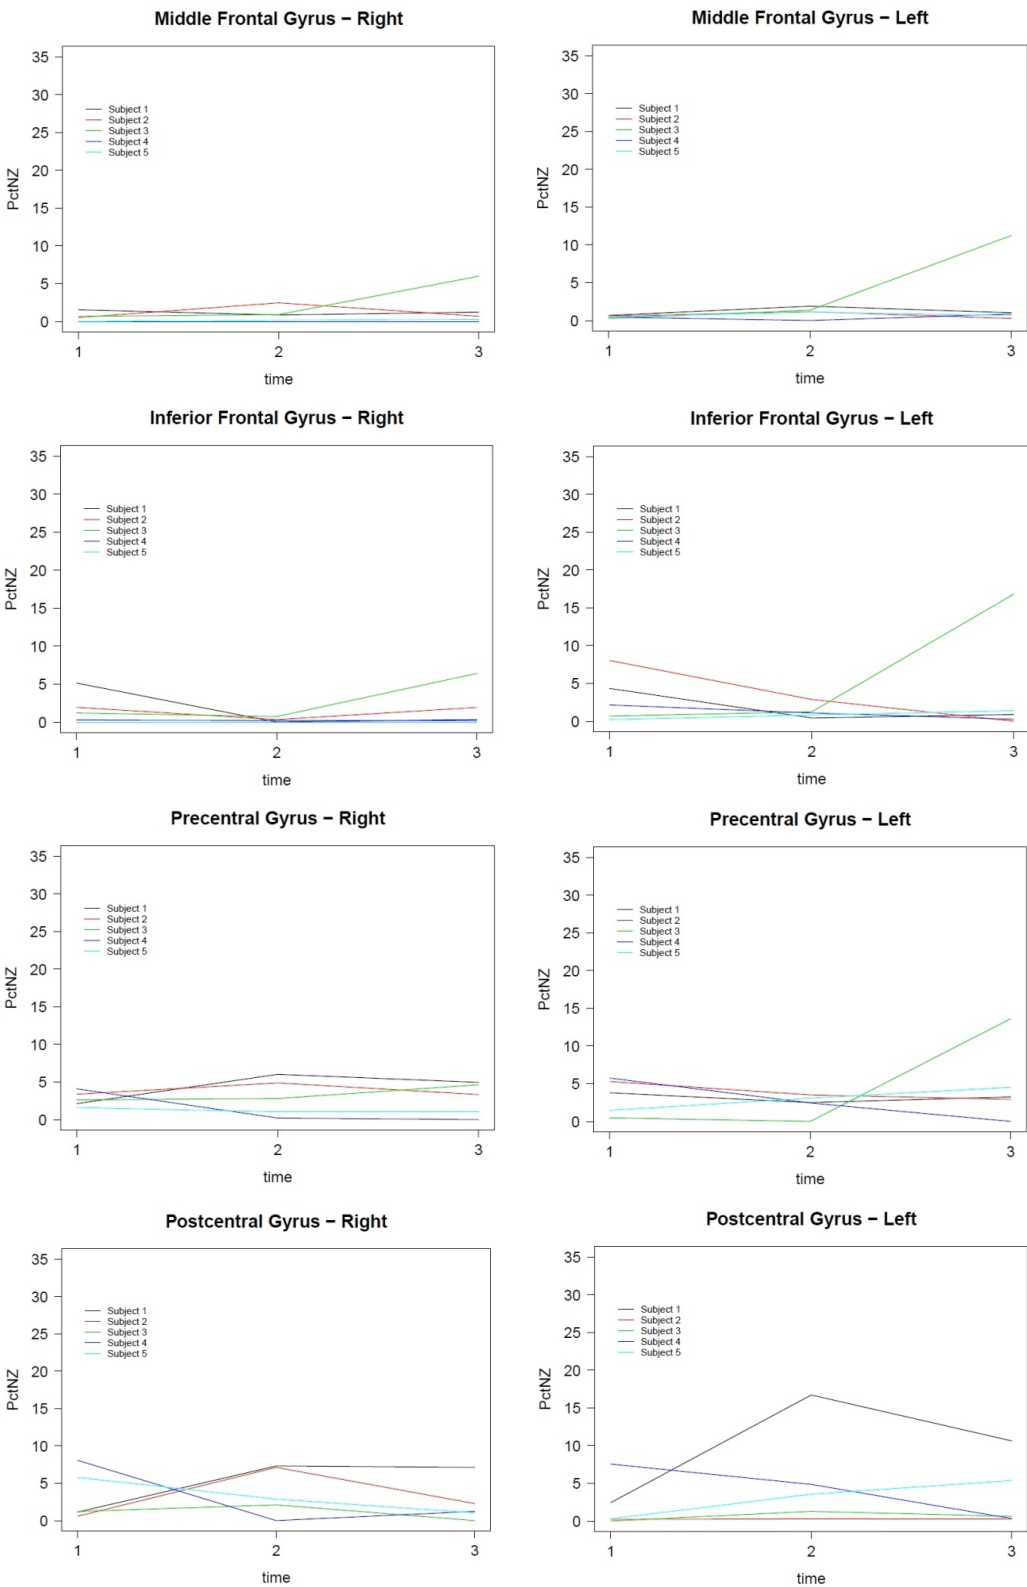 Middle Frontal Gyrus − Right
35
30
25
20
15
10
5
0
PctNZ
Subject 1
Subject 2
Subject 3
Subject 4
Subject 5
1
2
3
time
Middle Frontal Gyrus − Left
35
30
25
20
15
10
5
0
PctNZ
Subject 1
Subject 2
Subject 3
Subject 4
Subject 5
1
2
3
time
Inferior Frontal Gyrus − Right
35
30
25
20
15
10
5
0
PctNZ
Subject 1
Subject 2
Subject 3
Subject 4
Subject 5
1
2
3
time
Inferior Frontal Gyrus − Left
35
30
25
20
15
10
5
0
PctNZ
Subject 1
Subject 2
Subject 3
Subject 4
Subject 5
1
2
3
time
Precentral Gyrus − Right
35
30
25
20
15
10
5
0
PctNZ
Subject 1
Subject 2
Subject 3
Subject 4
Subject 5
1
2
3
time
Precentral Gyrus − Left
35
30
25
20
15
10
5
0
PctNZ
Subject 1
Subject 2
Subject 3
Subject 4
Subject 5
1
2
3
time
Postcentral Gyrus − Right
35
30
25
20
15
10
5
0
PctNZ
Subject 1
Subject 2
Subject 3
Subject 4
Subject 5
1
2
3
time
Postcentral Gyrus − Left
35
30
25
20
15
10
5
0
PctNZ
Subject 1
Subject 2
Subject 3
Subject 4
Subject 5
1
2
3
time